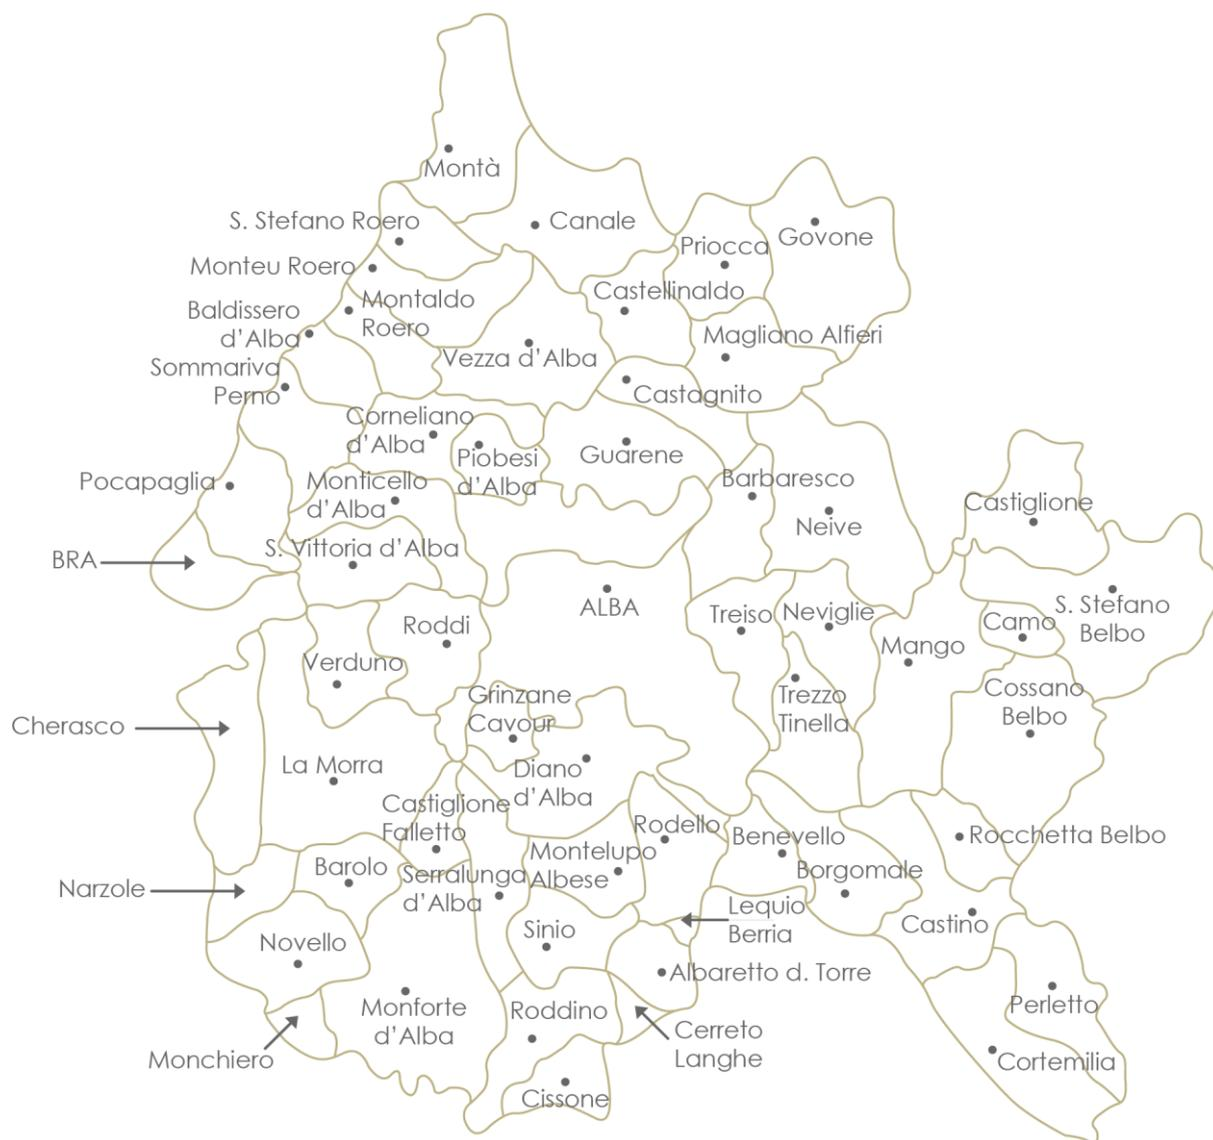 Montà
S. Stefano Roero
Canale
Govone
Priocca
Monteu Roero
Castellinaldo
Montaldo
Roero
Baldissero
d'Alba
Magliano Alfieri
Vezza d'Alba
Sommariva
Perno
Castagnito
Corneliano
d'Alba
Piobesi
d'Alba
Guarene
Pocapaglia
Monticello
d'Alba
Barbaresco
Neive
Castiglione
BRA
S. Vittoria d'Alba
ALBA
Treiso
Neviglie
Camo
S. Stefano
Belbo
Roddi
Mango
Verduno
Grinzane
Cavour
Trezzo
Tinella
Cossano
Belbo
Cherasco
La Morra
Diano
d'Alba
Castiglione
Falletto
Rodello
Benevello
Rocchetta Belbo
Montelupo
Albese
Barolo
Serralunga
d'Alba
Borgomale
Narzole
Lequio
Berria
Castino
Sinio
Novello
Albaretto d. Torre
Monforte
d'Alba
Roddino
Perletto
Cerreto
Langhe
Monchiero
Cortemilia
Cissone